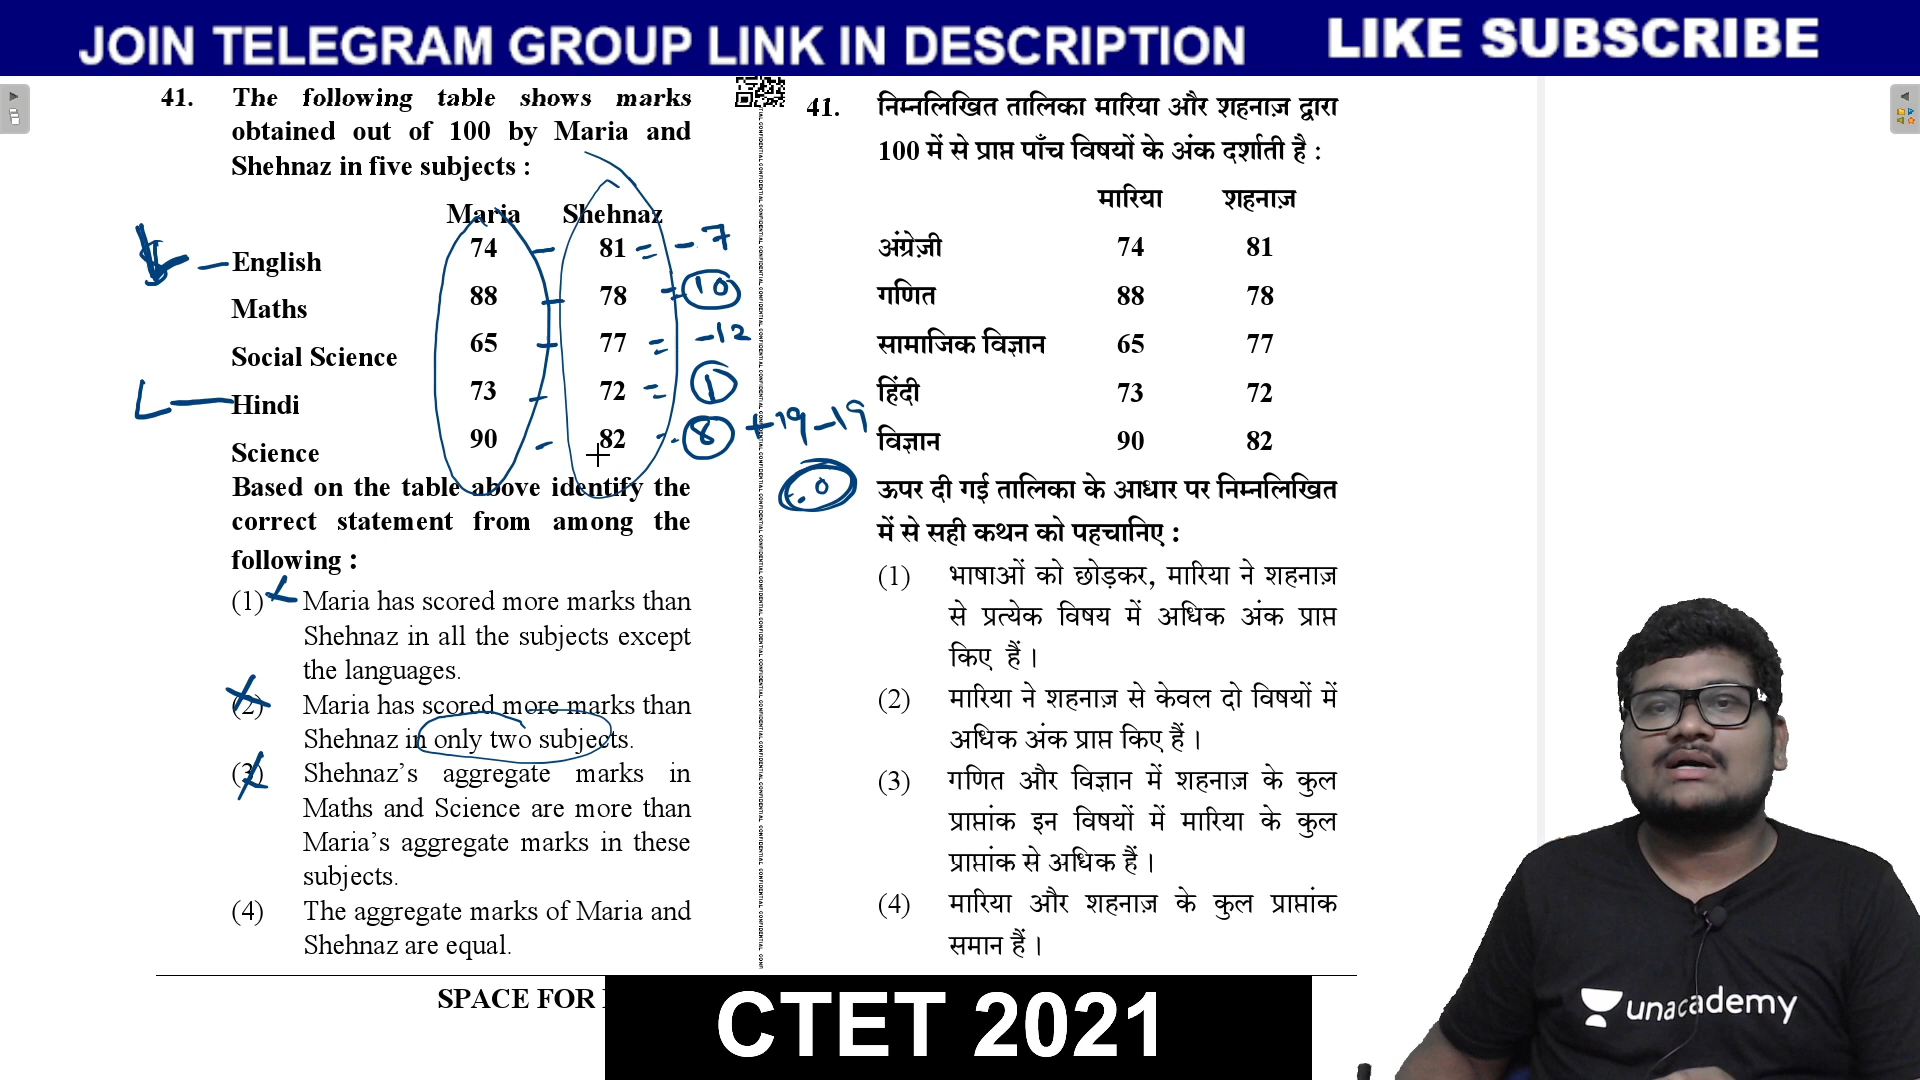 JOIN TELEGRAM GROUP LINK IN DESCRIPTION
LIKE SUBSCRIBE
41. The following table shows marks
obtained out of 100 by Maria and
Shehnaz in five subjects :
Maria Shehnaz
English 74 – 81 = – 7
Maths 88 – 78 = 10
Social Science 65 – 77 = –12
Hindi 73 – 72 = 1
Science 90 – 82 = 8 +19–19
0
Based on the table above identify the
correct statement from among the
following :
(1) Maria has scored more marks than
Shehnaz in all the subjects except
the languages.
(2) Maria has scored more marks than
Shehnaz in only two subjects.
(3) Shehnaz's aggregate marks in
Maths and Science are more than
Maria's aggregate marks in these
subjects.
(4) The aggregate marks of Maria and
Shehnaz are equal.
SPACE FOR
41. निम्नलिखित तालिका मारिया और शहनाज़ द्वारा
100 में से प्राप्त पाँच विषयों के अंक दर्शाती है :
मारिया शहनाज़
अंग्रेज़ी 74 81
गणित 88 78
सामाजिक विज्ञान 65 77
हिंदी 73 72
विज्ञान 90 82
ऊपर दी गई तालिका के आधार पर निम्नलिखित
में से सही कथन को पहचानिए :
(1) भाषाओं को छोड़कर, मारिया ने शहनाज़
से प्रत्येक विषय में अधिक अंक प्राप्त
किए हैं।
(2) मारिया ने शहनाज़ से केवल दो विषयों में
अधिक अंक प्राप्त किए हैं।
(3) गणित और विज्ञान में शहनाज़ के कुल
प्राप्तांक इन विषयों में मारिया के कुल
प्राप्तांक से अधिक हैं।
(4) मारिया और शहनाज़ के कुल प्राप्तांक
समान हैं।
CTET 2021
unacademy